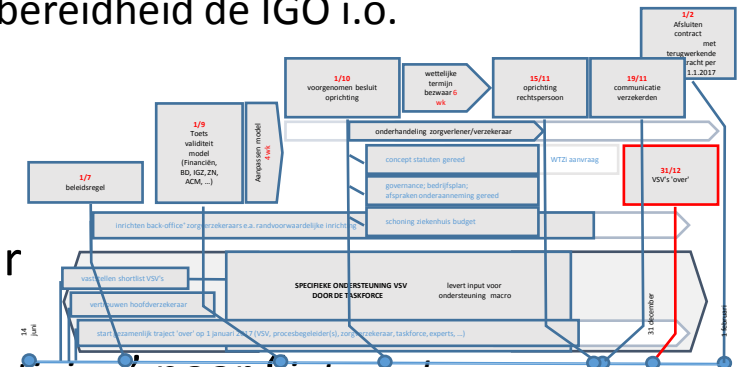 bereidheid de IGO i.o.
1/2
Afsluiten
contract
met
terugwerkende
kracht per
1.1.2017
1/10
voorgenomen besluit
oprichting
wettelijke
termijn
bezwaar 6
wk
15/11
oprichting
rechtspersoon
19/11
communicatie
verzekerden
1/9
Toets
validiteit
model
(Financiën,
BD, IGZ, ZN,
ACM, ...)
Aanpassen model
4 wk
onderhandeling zorgverlener/verzekeraar
1/7
beleidsregel
concept statuten gereed
WTZi aanvraag
31/12
VSV's 'over'
governance; bedrijfsplan;
afspraken onderaanneming gereed
schoning ziekenhuis budget
inrichten back-office' zorgverzekeraars e.a. randvoorwaardelijke inrichting
r
vaststellen shortlist VSV's
SPECIFIEKE ONDERSTEUNING VSV
DOOR DE TASKFORCE
levert input voor
ondersteuning macro
vertrouwen hoofdverzekeraar
start gezamenlijk traject 'over' op 1 januari 2017 (VSV, procesbegeleider(s), zorgverzekeraar, taskforce, experts, ...)
14
juni
31 december
1 februari